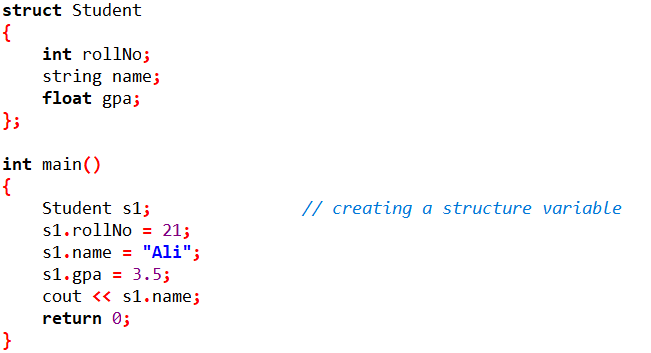 struct Student
{
    int rollNo;
    string name;
    float gpa;
};

int main()
{
    Student s1;               // creating a structure variable
    s1.rollNo = 21;
    s1.name = "Ali";
    s1.gpa = 3.5;
    cout << s1.name;
    return 0;
}